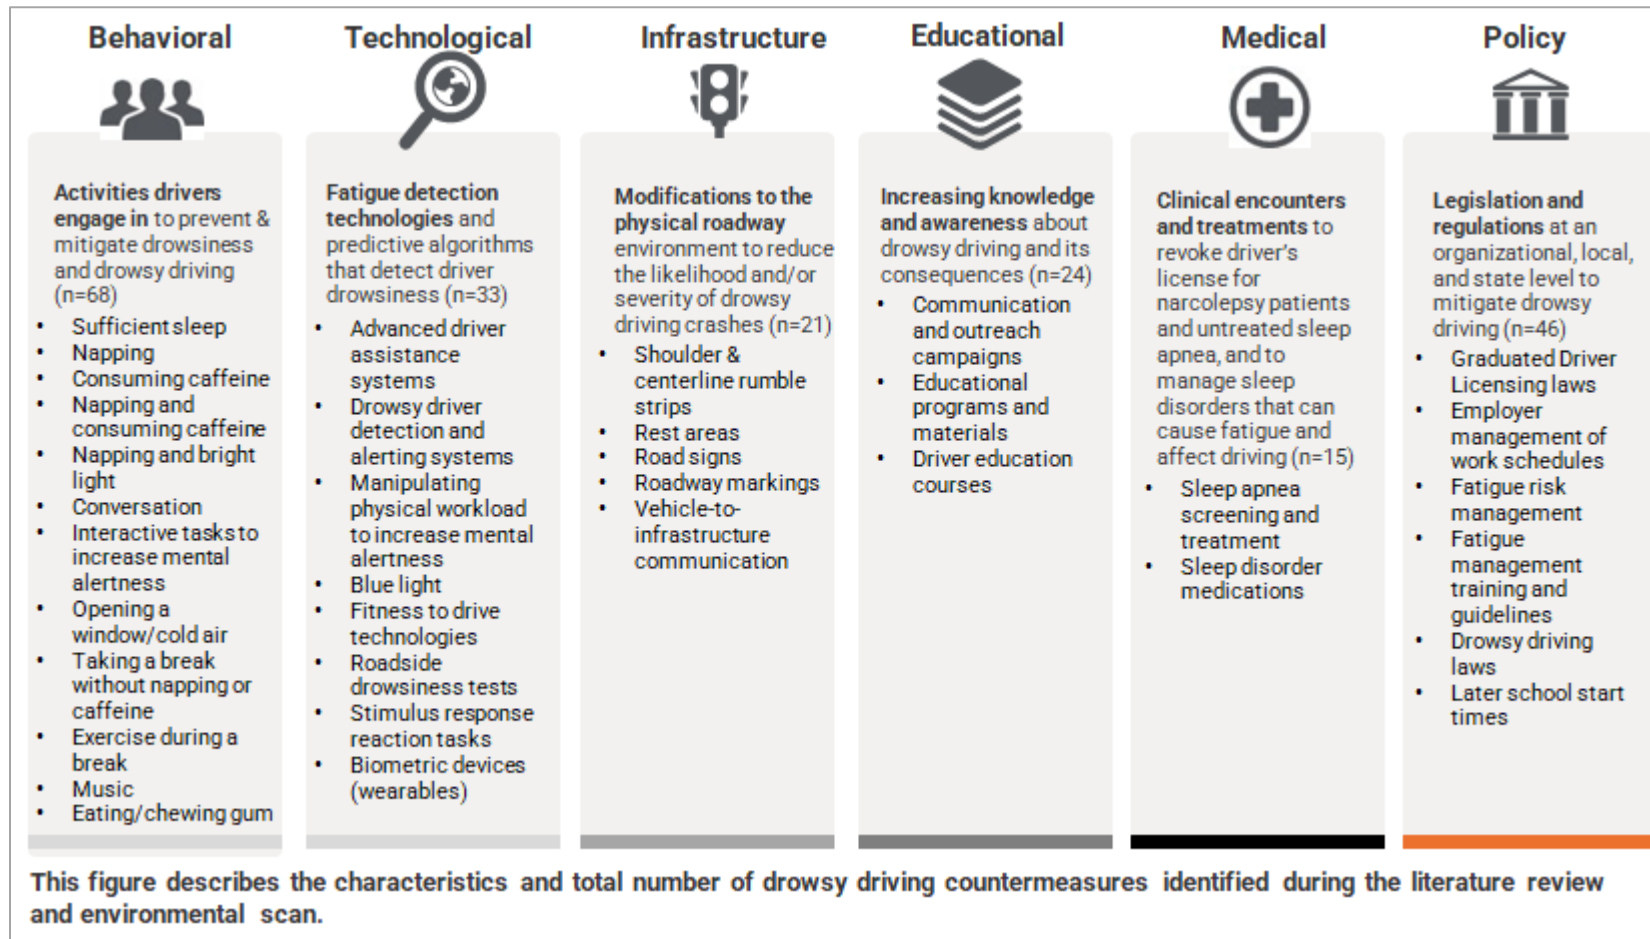 Behavioral
Activities drivers
engage in to prevent &
mitigate drowsiness
and drowsy driving
(n=68)
• Sufficient sleep
• Napping
• Consuming caffeine
• Napping and
consuming caffeine
• Napping and bright
light
• Conversation
• Interactive tasks to
increase mental
alertness
• Opening a
window/cold air
• Taking a break
without napping or
caffeine
• Exercise during a
break
• Music
• Eating/chewing gum
Technological
Fatigue detection
technologies and
predictive algorithms
that detect driver
drowsiness (n=33)
• Advanced driver
assistance
systems
• Drowsy driver
detection and
alerting systems
• Manipulating
physical workload
to increase mental
alertness
• Blue light
• Fitness to drive
technologies
• Roadside
drowsiness tests
• Stimulus response
reaction tasks
• Biometric devices
(wearables)
Infrastructure
Modifications to the
physical roadway
environment to reduce
the likelihood and/or
severity of drowsy
driving crashes (n=21)
• Shoulder &
centerline rumble
strips
• Rest areas
• Road signs
• Roadway markings
• Vehicle-to-
infrastructure
communication
Educational
Increasing knowledge
and awareness about
drowsy driving and its
consequences (n=24)
• Communication
and outreach
campaigns
• Educational
programs and
materials
• Driver education
courses
Medical
Clinical encounters
and treatments to
revoke driver's
license for
narcolepsy patients
and untreated sleep
apnea, and to
manage sleep
disorders that can
cause fatigue and
affect driving (n=15)
• Sleep apnea
screening and
treatment
• Sleep disorder
medications
Policy
Legislation and
regulations at an
organizational, local,
and state level to
mitigate drowsy
driving (n=46)
• Graduated Driver
Licensing laws
• Employer
management of
work schedules
• Fatigue risk
management
• Fatigue
management
training and
guidelines
• Drowsy driving
laws
• Later school start
times
This figure describes the characteristics and total number of drowsy driving countermeasures identified during the literature review
and environmental scan.